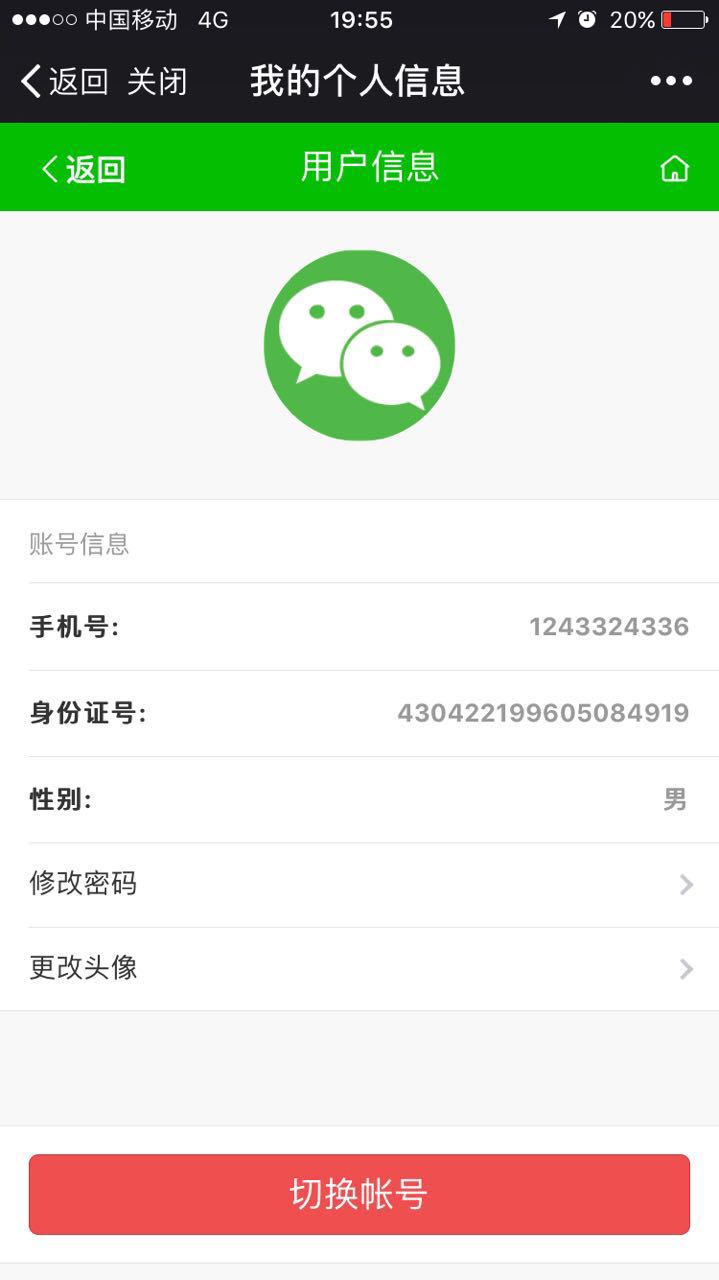 中国移动 4G 19:55 20%
返回 关闭 我的个人信息
返回 用户信息
账号信息
手机号: 1243324336
身份证号: 430422199605084919
性别: 男
修改密码
更改头像
切换帐号